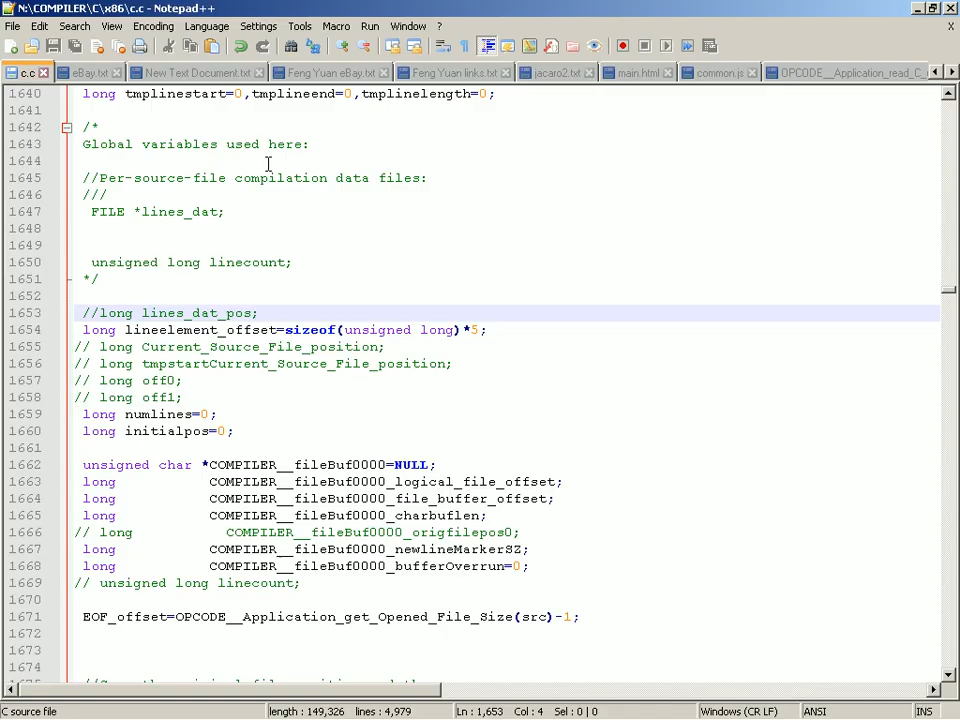 N:\COMPILER\C\x86\c.c - Notepad++
File Edit Search View Encoding Language Settings Tools Macro Run Window ? X
c.c eBay.txt New Text Document.txt Feng Yuan eBay.txt Feng Yuan links.txt jacaro2.txt main.html common.js OPCODE__Application_read_C_
1640 long tmplinestart=0,tmplineend=0,tmplinelength=0;
1641
1642 /*
1643 Global variables used here:
1644
1645 //Per-source-file compilation data files:
1646 ///
1647 FILE *lines_dat;
1648
1649
1650 unsigned long linecount;
1651 */
1652
1653 //long lines_dat_pos;
1654 long lineelement_offset=sizeof(unsigned long)*5;
1655 // long Current_Source_File_position;
1656 // long tmpstartCurrent_Source_File_position;
1657 // long off0;
1658 // long off1;
1659 long numlines=0;
1660 long initialpos=0;
1661
1662 unsigned char *COMPILER__fileBuf0000=NULL;
1663 long COMPILER__fileBuf0000_logical_file_offset;
1664 long COMPILER__fileBuf0000_file_buffer_offset;
1665 long COMPILER__fileBuf0000_charbuflen;
1666 // long COMPILER__fileBuf0000_origfilepos0;
1667 long COMPILER__fileBuf0000_newlineMarkerSZ;
1668 long COMPILER__fileBuf0000_bufferOverrun=0;
1669 // unsigned long linecount;
1670
1671 EOF_offset=OPCODE__Application_get_Opened_File_Size(src)-1;
1672
1673
1674
C source file length : 149,326 lines : 4,979 Ln : 1,653 Col : 4 Sel : 0 | 0 Windows (CR LF) ANSI INS